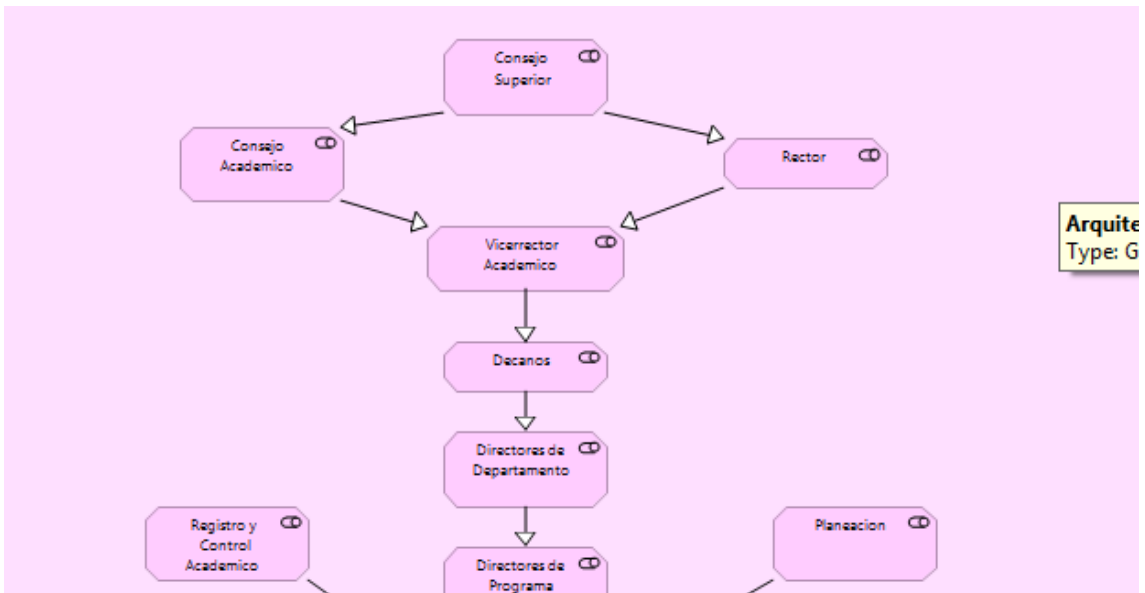 Consejo
Superior
Consejo
Academico
Rector
Arquite
Type: G
Vicerrector
Academico
Decanos
Directores de
Departamento
Registro y
Control
Academico
Planeacion
Directores de
Programa